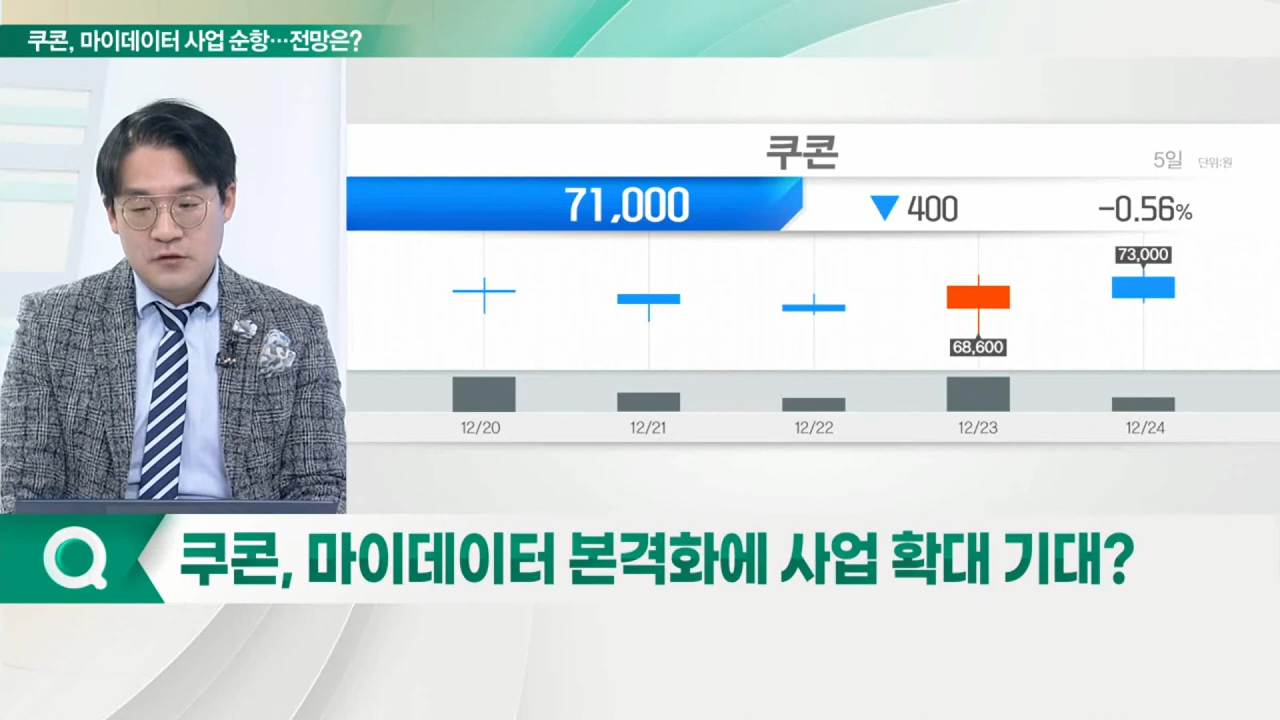 쿠콘, 마이데이터 사업 순항…전망은?
쿠콘
5일 단위:원
71,000 ▼ 400 -0.56%
73,000
68,600
12/20 12/21 12/22 12/23 12/24
Q 쿠콘, 마이데이터 본격화에 사업 확대 기대?